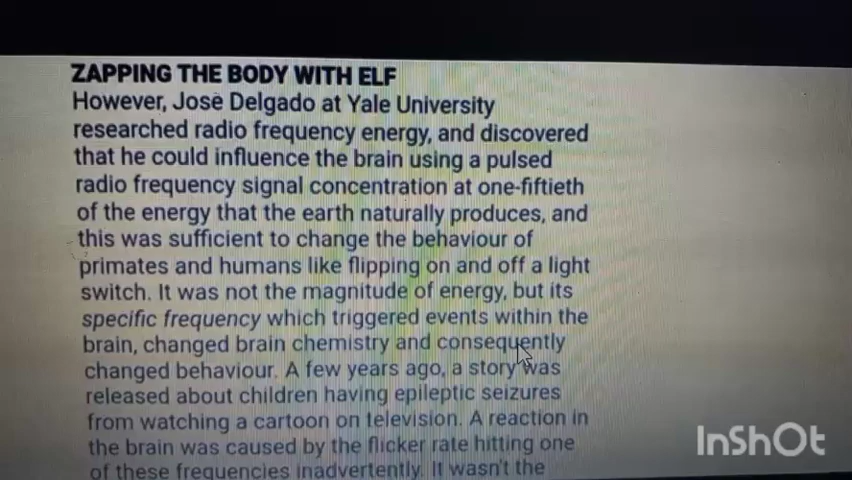 ZAPPING THE BODY WITH ELF
However, Josè Delgado at Yale University
researched radio frequency energy, and discovered
that he could influence the brain using a pulsed
radio frequency signal concentration at one-fiftieth
of the energy that the earth naturally produces, and
this was sufficient to change the behaviour of
primates and humans like flipping on and off a light
switch. It was not the magnitude of energy, but its
specific frequency which triggered events within the
brain, changed brain chemistry and consequently
changed behaviour. A few years ago, a story was
released about children having epileptic seizures
from watching a cartoon on television. A reaction in
the brain was caused by the flicker rate hitting one
of these frequencies inadvertently. It wasn't the
InShOt